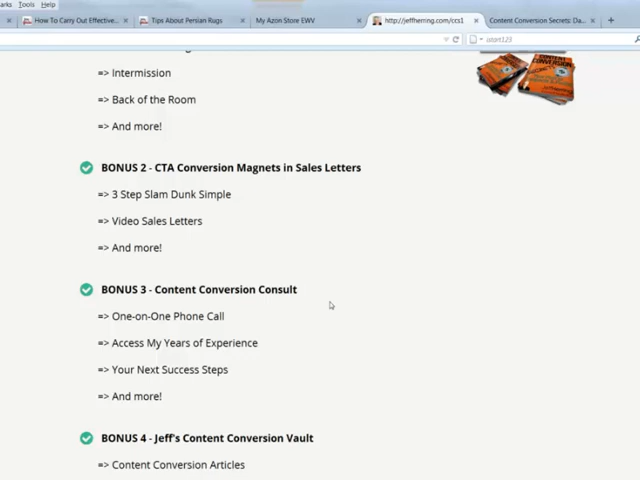 Tools Help
How To Carry Out Effective...
Tips About Persian Rugs
My Azon Store EWV
http://jeffherring.com/ccs1
Content Conversion Secrets: Da...
istart123
=> Intermission
=> Back of the Room
=> And more!
CONTENT
CONVERSION
BONUS 2 - CTA Conversion Magnets in Sales Letters
=> 3 Step Slam Dunk Simple
=> Video Sales Letters
=> And more!
BONUS 3 - Content Conversion Consult
=> One-on-One Phone Call
=> Access My Years of Experience
=> Your Next Success Steps
=> And more!
BONUS 4 - Jeff's Content Conversion Vault
=> Content Conversion Articles